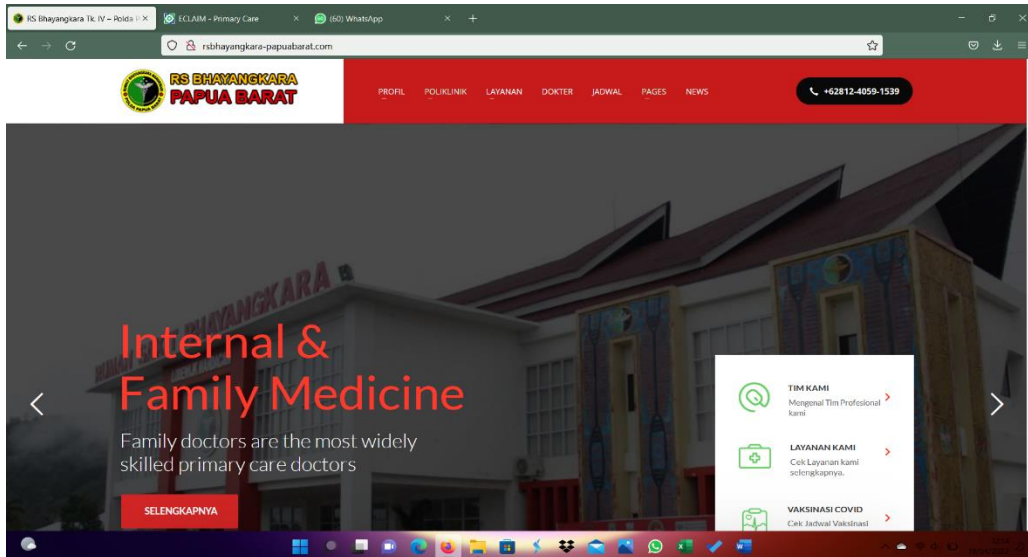 RS Bhayangkara Tk. IV – Polda P
ECLAIM - Primary Care
(60) WhatsApp
rsbhayangkara-papuabarat.com
RS BHAYANGKARA
PAPUA BARAT
PROFIL POLIKLINIK LAYANAN DOKTER JADWAL PAGES NEWS
+62812-4059-1539
RS BHAYANGKARA
Internal &
Family Medicine
Family doctors are the most widely
skilled primary care doctors
SELENGKAPNYA
TIM KAMI
Mengenal Tim Profesional
kami
LAYANAN KAMI
Cek Layanan kami
selengkapnya.
VAKSINASI COVID
Cek Jadwal Vaksinasi